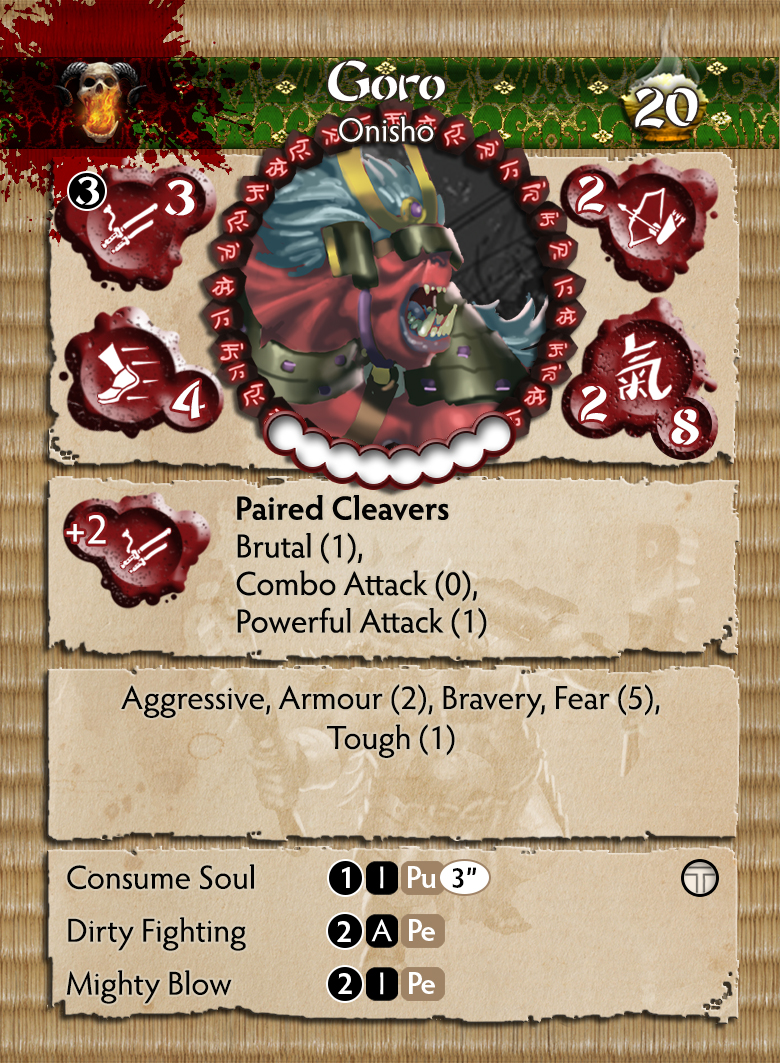 Goro
20
Onisho
3 3
2
4
氣
2 8
+2
Paired Cleavers
Brutal (1),
Combo Attack (0),
Powerful Attack (1)
Aggressive, Armour (2), Bravery, Fear (5),
Tough (1)
Consume Soul 1 I Pu 3" T
Dirty Fighting 2 A Pe
Mighty Blow 2 I Pe